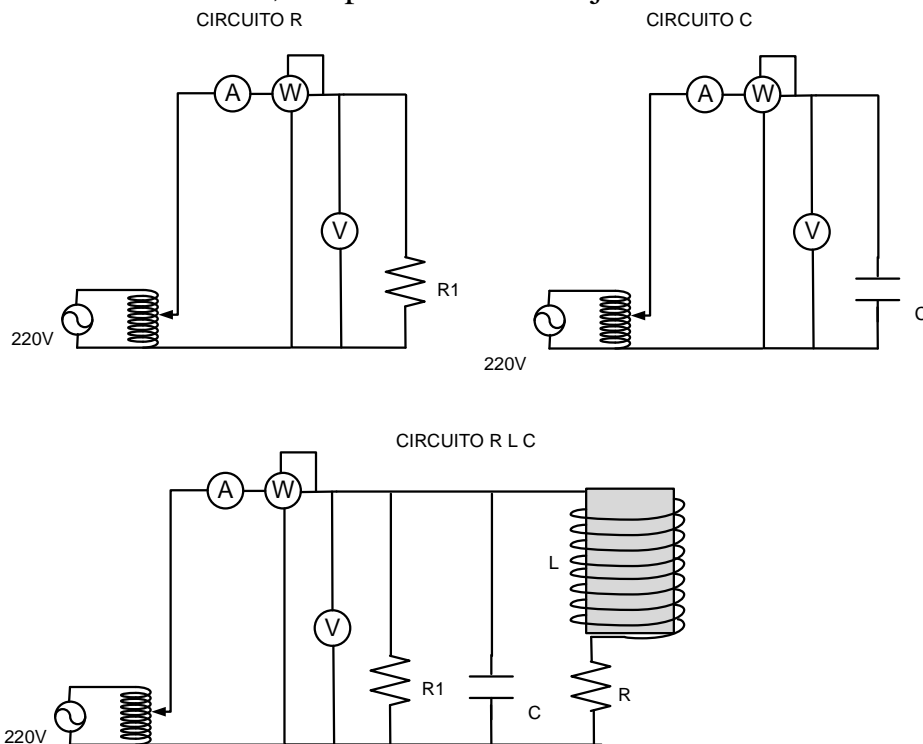 CIRCUITO R
CIRCUITO C
A W
V
R1
220V
A W
V
C
220V
CIRCUITO R L C
A W
L
V
R1
C
R
220V